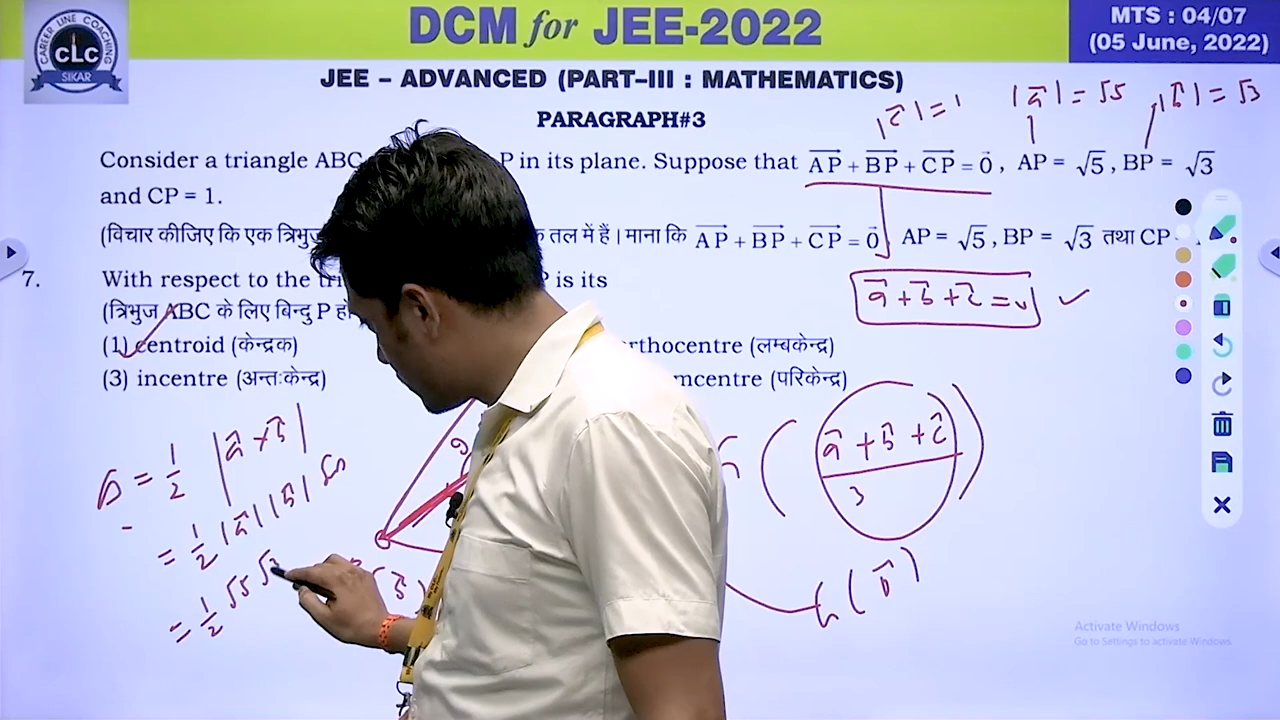 DCM for JEE-2022
MTS : 04/07
(05 June, 2022)
CAREER LINE COACHING
CLC
SIKAR
JEE – ADVANCED (PART–III : MATHEMATICS)
PARAGRAPH#3
|c⃗| = 1 |a⃗| = √5 |b⃗| = √3
Consider a triangle ABC P in its plane. Suppose that AP⃗ + BP⃗ + CP⃗ = 0⃗, AP = √5, BP = √3
and CP = 1.
(विचार कीजिए कि एक त्रिभुज तल में हैं। माना कि AP⃗ + BP⃗ + CP⃗ = 0⃗, AP = √5, BP = √3 तथा CP
7. With respect to the P is its
a⃗ + b⃗ + c⃗ = 0
(त्रिभुज ABC के लिए बिन्दु P
(1) centroid (केन्द्रक) (लम्बकेन्द्र)
(3) incentre (अन्तःकेन्द्र) (परिकेन्द्र)
Δ = 1/2 |a⃗ × b⃗|
(a⃗ + b⃗ + c⃗ / 3)
= 1/2 |a⃗| |b⃗| sin
= 1/2 √5 √3
Activate Windows
Go to Settings to activate Windows.